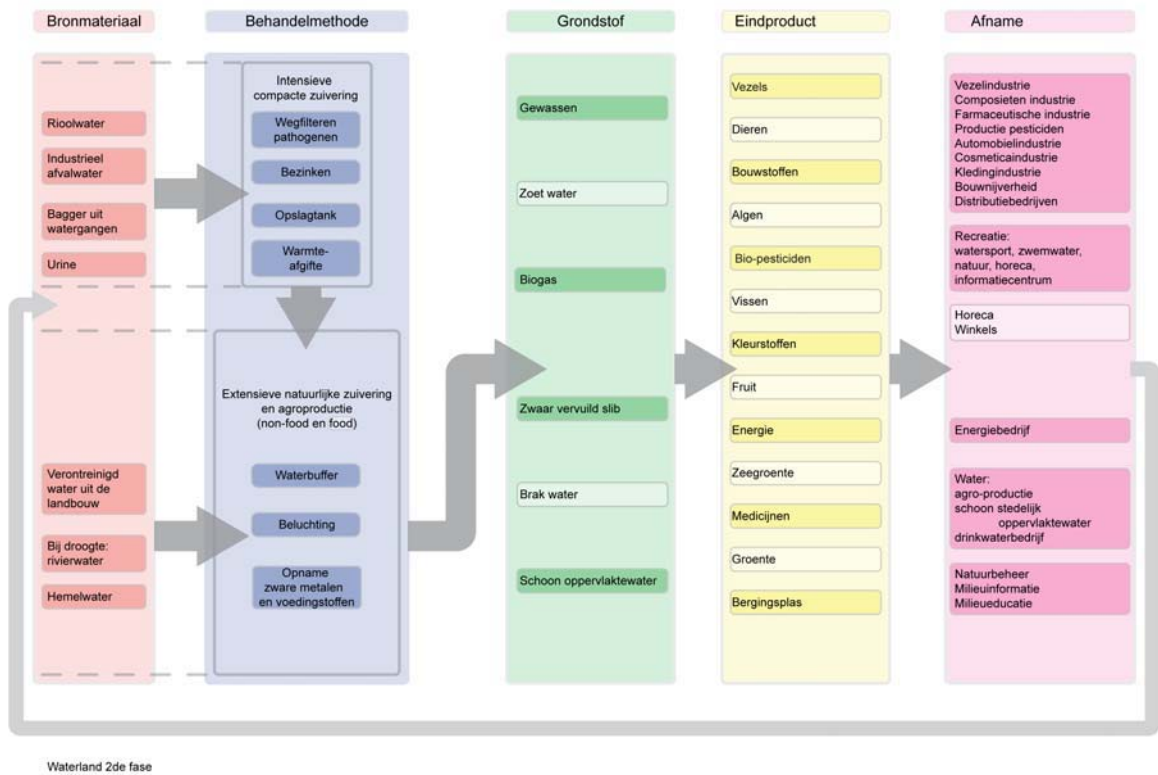 Bronmateriaal
Behandelmethode
Grondstof
Eindproduct
Afname
Rioolwater
Industrieel
afvalwater
Bagger uit
watergangen
Urine
Verontreinigd
water uit de
landbouw
Bij droogte:
rivierwater
Hemelwater
Intensieve
compacte zuivering
Wegfilteren
pathogenen
Bezinken
Opslagtank
Warmte-
afgifte
Extensieve natuurlijke zuivering
en agroproductie
(non-food en food)
Waterbuffer
Beluchting
Opname
zware metalen
en voedingstoffen
Gewassen
Zoet water
Biogas
Zwaar vervuild slib
Brak water
Schoon oppervlaktewater
Vezels
Dieren
Bouwstoffen
Algen
Bio-pesticiden
Vissen
Kleurstoffen
Fruit
Energie
Zeegroente
Medicijnen
Groente
Bergingsplas
Vezelindustrie
Composieten industrie
Farmaceutische industrie
Productie pesticiden
Automobielindustrie
Cosmeticaindustrie
Kledingindustrie
Bouwnijverheid
Distributiebedrijven
Recreatie:
watersport, zwemwater,
natuur, horeca,
informatiecentrum
Horeca
Winkels
Energiebedrijf
Water:
agro-productie
schoon stedelijk
oppervlaktewater
drinkwaterbedrijf
Natuurbeheer
Milieuinformatie
Milieueducatie
Waterland 2de fase